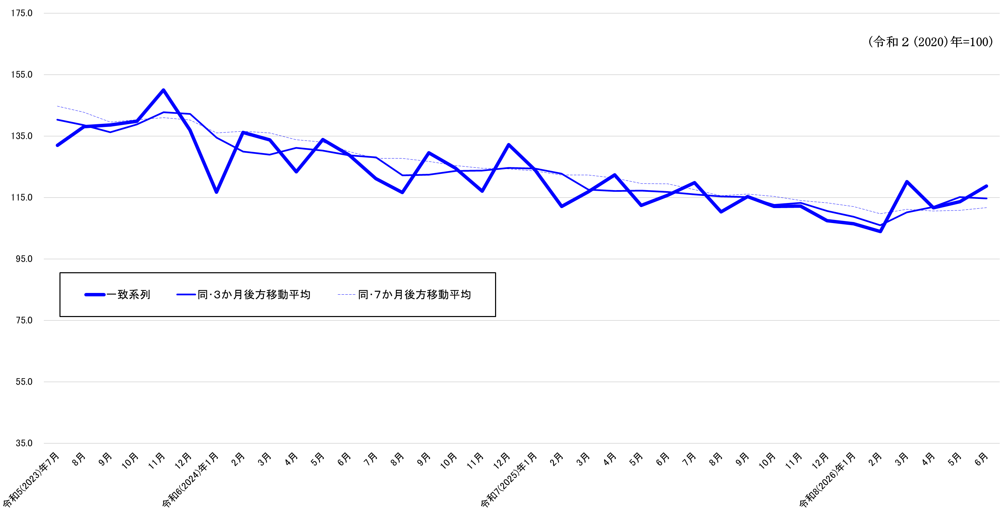 175.0
(令和２(2020)年=100)
155.0
135.0
115.0
95.0
一致系列 同･３か月後方移動平均 同･７か月後方移動平均
75.0
55.0
35.0
令和5(2023)年7月
8月
9月
10月
11月
12月
令和6(2024)年1月
2月
3月
4月
5月
6月
7月
8月
9月
10月
11月
12月
令和7(2025)年1月
2月
3月
4月
5月
6月
7月
8月
9月
10月
11月
12月
令和8(2026)年1月
2月
3月
4月
5月
6月